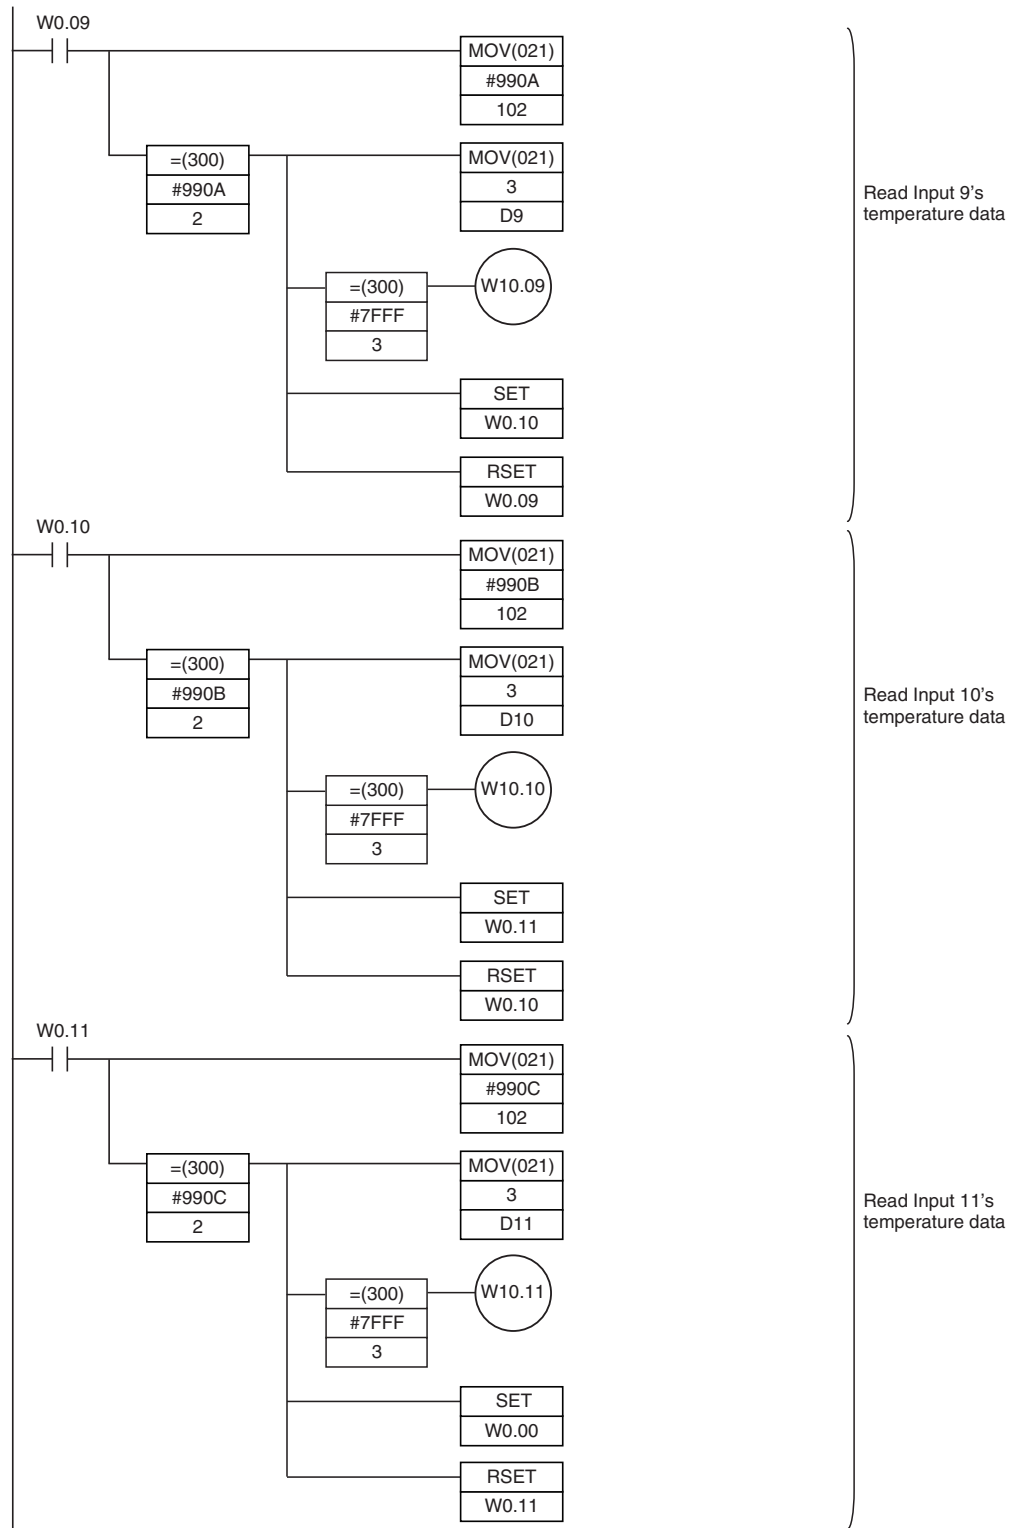 W0.09
MOV(021)
#990A
102
=(300)
#990A
2
MOV(021)
3
D9
=(300)
#7FFF
3
W10.09
SET
W0.10
RSET
W0.09
Read Input 9's
temperature data
W0.10
MOV(021)
#990B
102
=(300)
#990B
2
MOV(021)
3
D10
=(300)
#7FFF
3
W10.10
SET
W0.11
RSET
W0.10
Read Input 10's
temperature data
W0.11
MOV(021)
#990C
102
=(300)
#990C
2
MOV(021)
3
D11
=(300)
#7FFF
3
W10.11
SET
W0.00
RSET
W0.11
Read Input 11's
temperature data